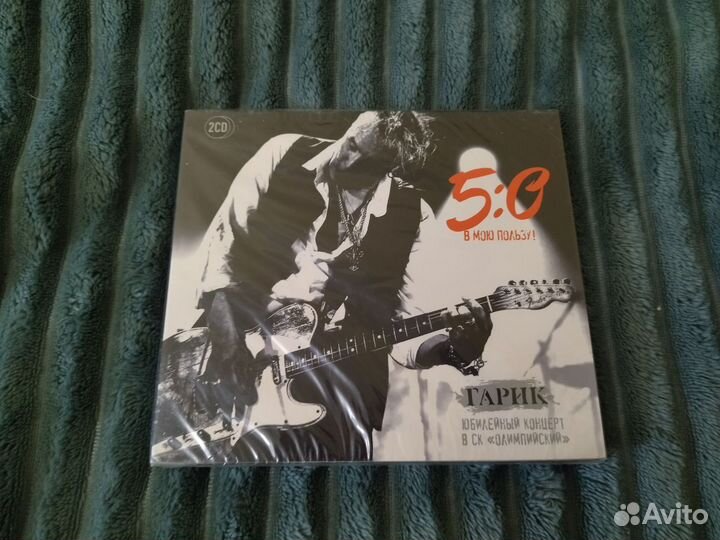 2CD
5:0
В МОЮ ПОЛЬЗУ!
ГАРИК
ЮБИЛЕЙНЫЙ КОНЦЕРТ
В СК «ОЛИМПИЙСКИЙ»
Avito